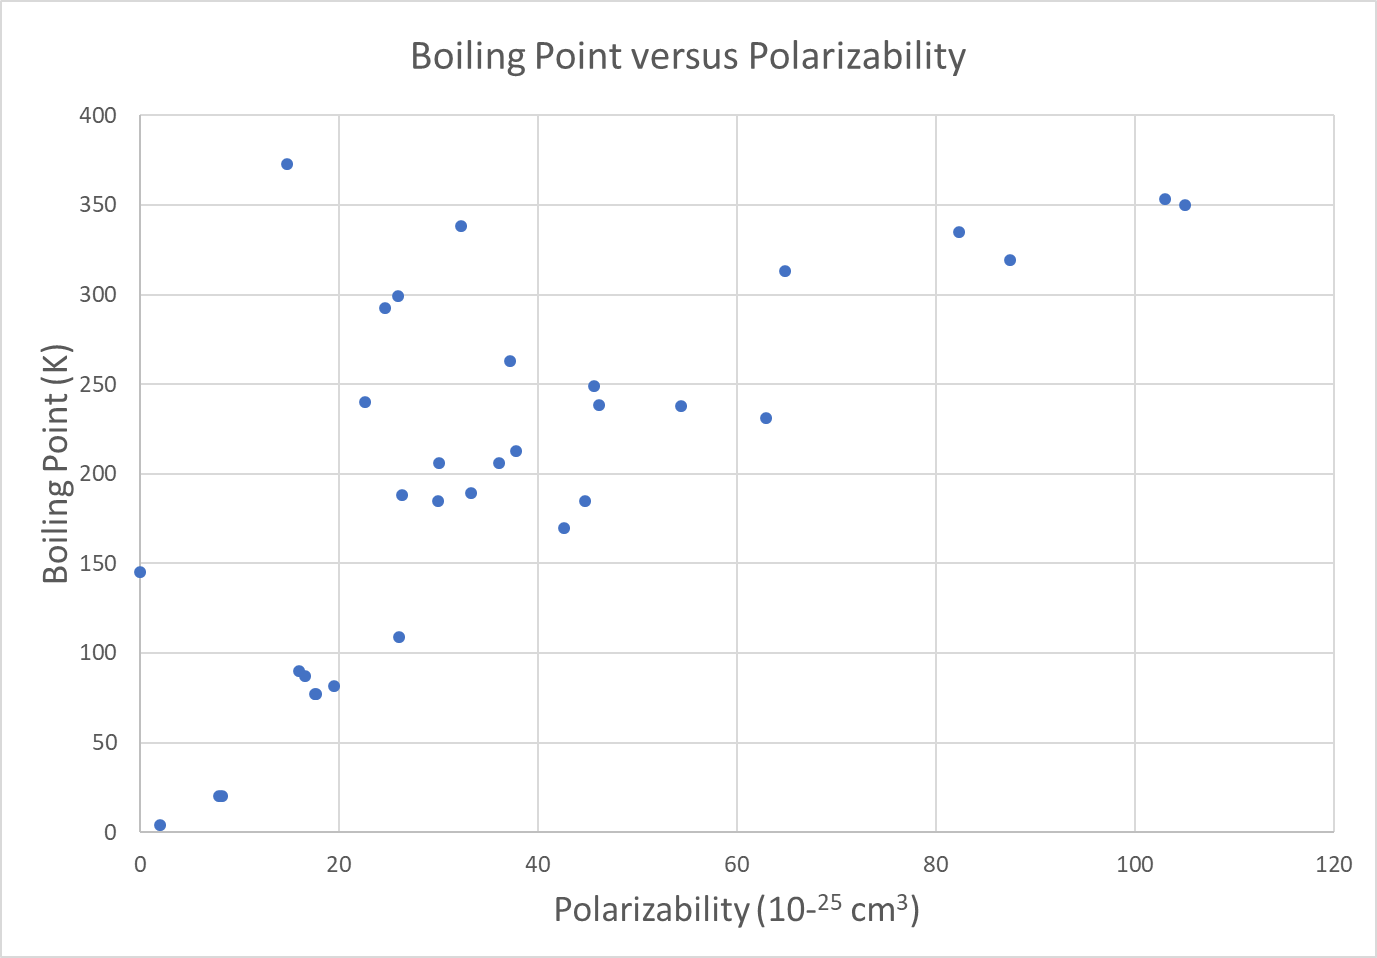 Boiling Point versus Polarizability
400
350
300
250
200
150
100
50
0
Boiling Point (K)
0 20 40 60 80 100 120
Polarizability (10-²⁵ cm³)